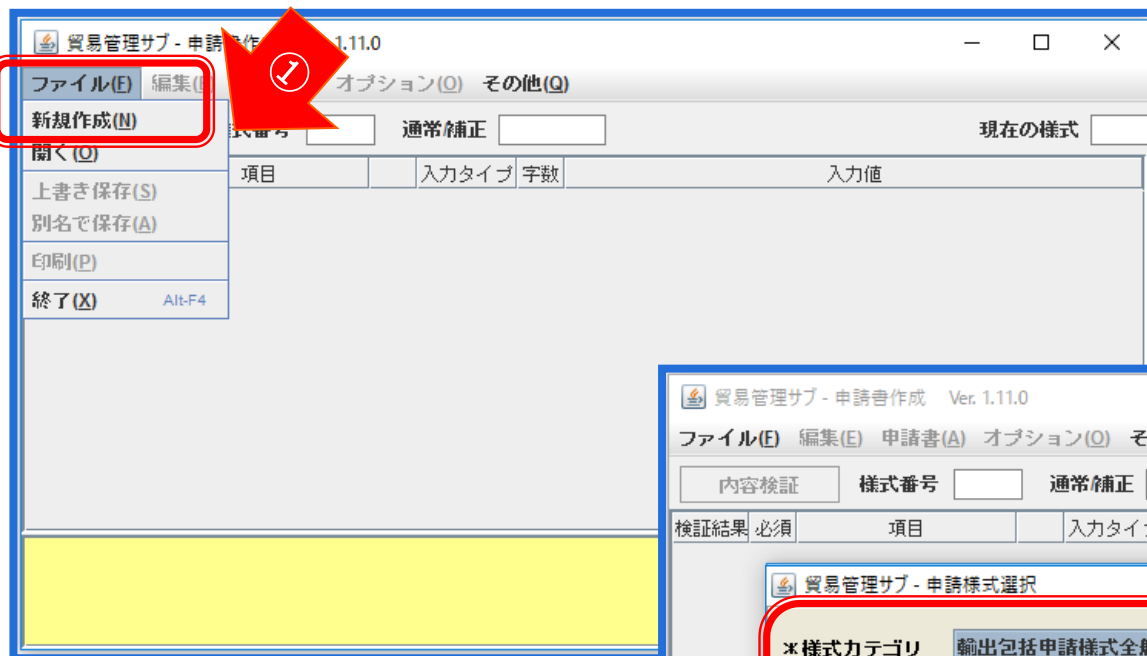 貿易管理サブ - 申請書作 1.11.0
①
ファイル(F) 編集(E) オプション(O) その他(Q)
新規作成(N)
開く(O)
上書き保存(S)
別名で保存(A)
印刷(P)
終了(X) Alt-F4
式番号 通常/補正 現在の様式
項目 入力タイプ 字数 入力値
貿易管理サブ - 申請書作成 Ver. 1.11.0
ファイル(F) 編集(E) 申請書(A) オプション(O) そ
内容検証 様式番号 通常/補正
検証結果 必須 項目 入力タイ
貿易管理サブ - 申請様式選択
*様式カテゴリ 輸出包括申請様式全般